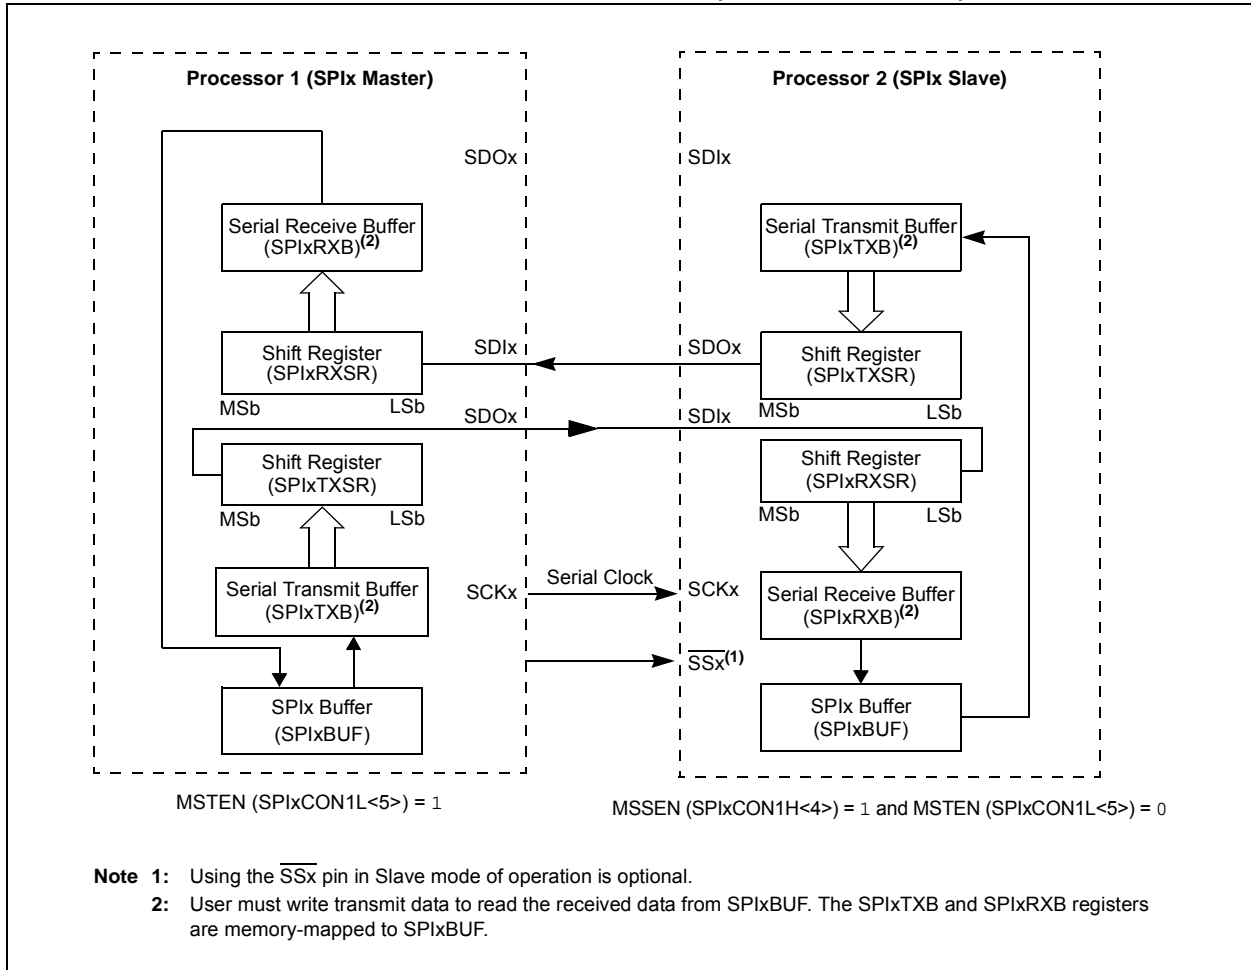 Processor 1 (SPIx Master)
Processor 2 (SPIx Slave)
SDOx
SDIx
Serial Receive Buffer
(SPIxRXB)(2)
Serial Transmit Buffer
(SPIxTXB)(2)
Shift Register
(SPIxRXSR)
SDIx
SDOx
Shift Register
(SPIxTXSR)
MSb
LSb
MSb
LSb
SDOx
SDIx
Shift Register
(SPIxTXSR)
Shift Register
(SPIxRXSR)
MSb
LSb
MSb
LSb
Serial Transmit Buffer
(SPIxTXB)(2)
SCKx
Serial Clock
SCKx
Serial Receive Buffer
(SPIxRXB)(2)
SSx(1)
SPIx Buffer
(SPIxBUF)
SPIx Buffer
(SPIxBUF)
MSTEN (SPIxCON1L<5>) = 1
MSSEN (SPIxCON1H<4>) = 1 and MSTEN (SPIxCON1L<5>) = 0
Note 1: Using the SSx pin in Slave mode of operation is optional.
2: User must write transmit data to read the received data from SPIxBUF. The SPIxTXB and SPIxRXB registers
are memory-mapped to SPIxBUF.